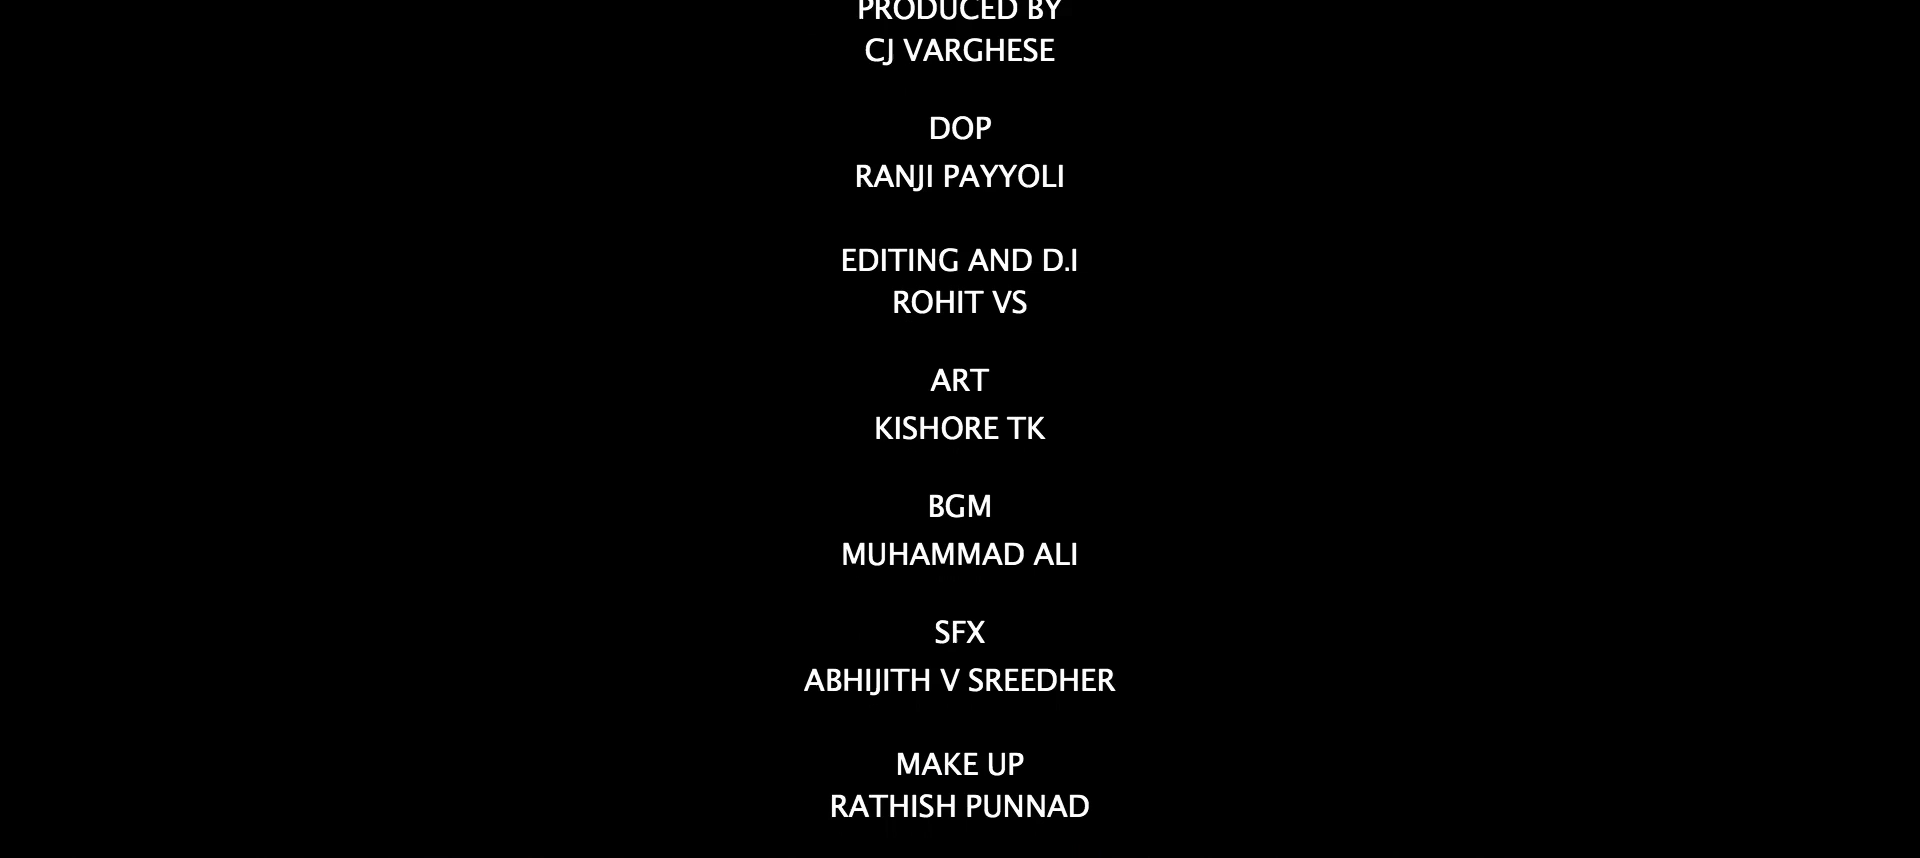 PRODUCED BY
CJ VARGHESE
DOP
RANJI PAYYOLI
EDITING AND D.I
ROHIT VS
ART
KISHORE TK
BGM
MUHAMMAD ALI
SFX
ABHIJITH V SREEDHER
MAKE UP
RATHISH PUNNAD